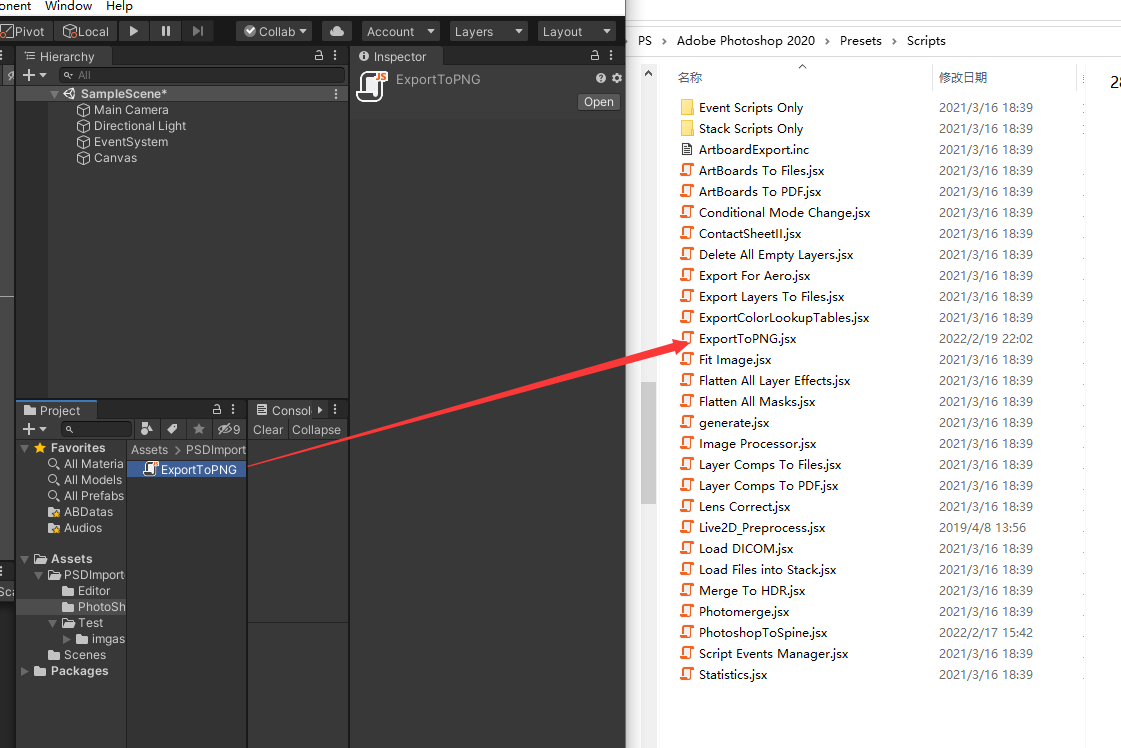 onent Window Help
Pivot Local Collab Account Layers Layout
Hierarchy
All
SampleScene*
Main Camera
Directional Light
EventSystem
Canvas
Inspector
ExportToPNG
Open
Project
9
Favorites
All Materia
All Models
All Prefabs
ABDatas
Audios
Assets
PSDImport
Editor
PhotoSh
Test
imgas
Scenes
Packages
Assets > PSDImport
ExportToPNG
Consol
Clear Collapse
PS > Adobe Photoshop 2020 > Presets > Scripts
名称 修改日期
Event Scripts Only 2021/3/16 18:39
Stack Scripts Only 2021/3/16 18:39
ArtboardExport.inc 2021/3/16 18:39
ArtBoards To Files.jsx 2021/3/16 18:39
ArtBoards To PDF.jsx 2021/3/16 18:39
Conditional Mode Change.jsx 2021/3/16 18:39
ContactSheetII.jsx 2021/3/16 18:39
Delete All Empty Layers.jsx 2021/3/16 18:39
Export For Aero.jsx 2021/3/16 18:39
Export Layers To Files.jsx 2021/3/16 18:39
ExportColorLookupTables.jsx 2021/3/16 18:39
ExportToPNG.jsx 2022/2/19 22:02
Fit Image.jsx 2021/3/16 18:39
Flatten All Layer Effects.jsx 2021/3/16 18:39
Flatten All Masks.jsx 2021/3/16 18:39
generate.jsx 2021/3/16 18:39
Image Processor.jsx 2021/3/16 18:39
Layer Comps To Files.jsx 2021/3/16 18:39
Layer Comps To PDF.jsx 2021/3/16 18:39
Lens Correct.jsx 2021/3/16 18:39
Live2D_Preprocess.jsx 2019/4/8 13:56
Load DICOM.jsx 2021/3/16 18:39
Load Files into Stack.jsx 2021/3/16 18:39
Merge To HDR.jsx 2021/3/16 18:39
Photomerge.jsx 2021/3/16 18:39
PhotoshopToSpine.jsx 2022/2/17 15:42
Script Events Manager.jsx 2021/3/16 18:39
Statistics.jsx 2021/3/16 18:39